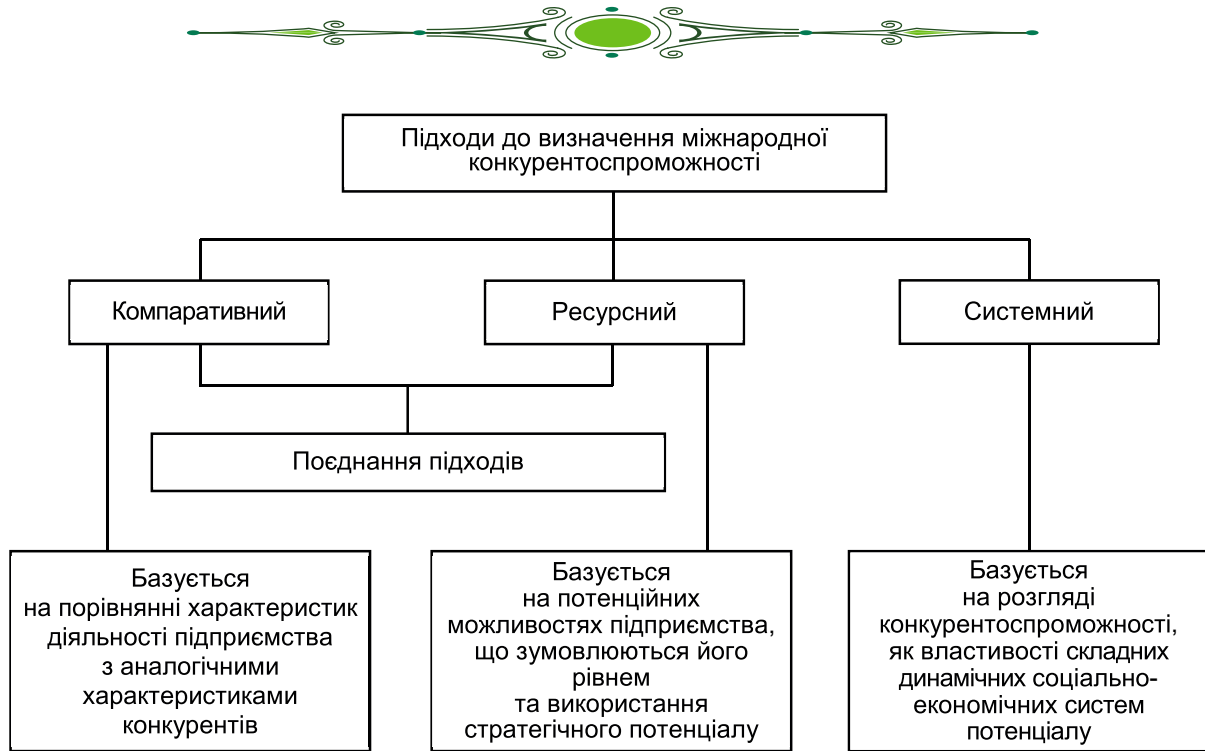 Підходи до визначення міжнародної
конкурентоспроможності
Компаративний
Ресурсний
Системний
Поєднання підходів
Базується
на порівнянні характеристик
діяльності підприємства
з аналогічними
характеристиками
конкурентів
Базується
на потенційних
можливостях підприємства,
що зумовлюються його
рівнем
та використання
стратегічного потенціалу
Базується
на розгляді
конкурентоспроможності,
як властивості складних
динамічних соціально-
економічних систем
потенціалу